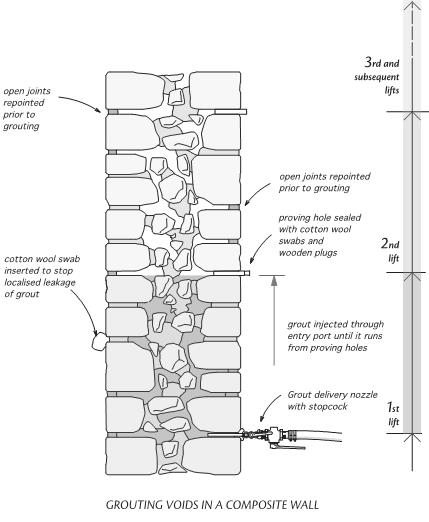 3rd and
subsequent
lifts
open joints
repointed
prior to
grouting
open joints repointed
prior to grouting
proving hole sealed
with cotton wool
swabs and
wooden plugs
2nd
lift
cotton wool swab
inserted to stop
localised leakage
of grout
grout injected through
entry port until it runs
from proving holes
Grout delivery nozzle
with stopcock
1st
lift
GROUTING VOIDS IN A COMPOSITE WALL